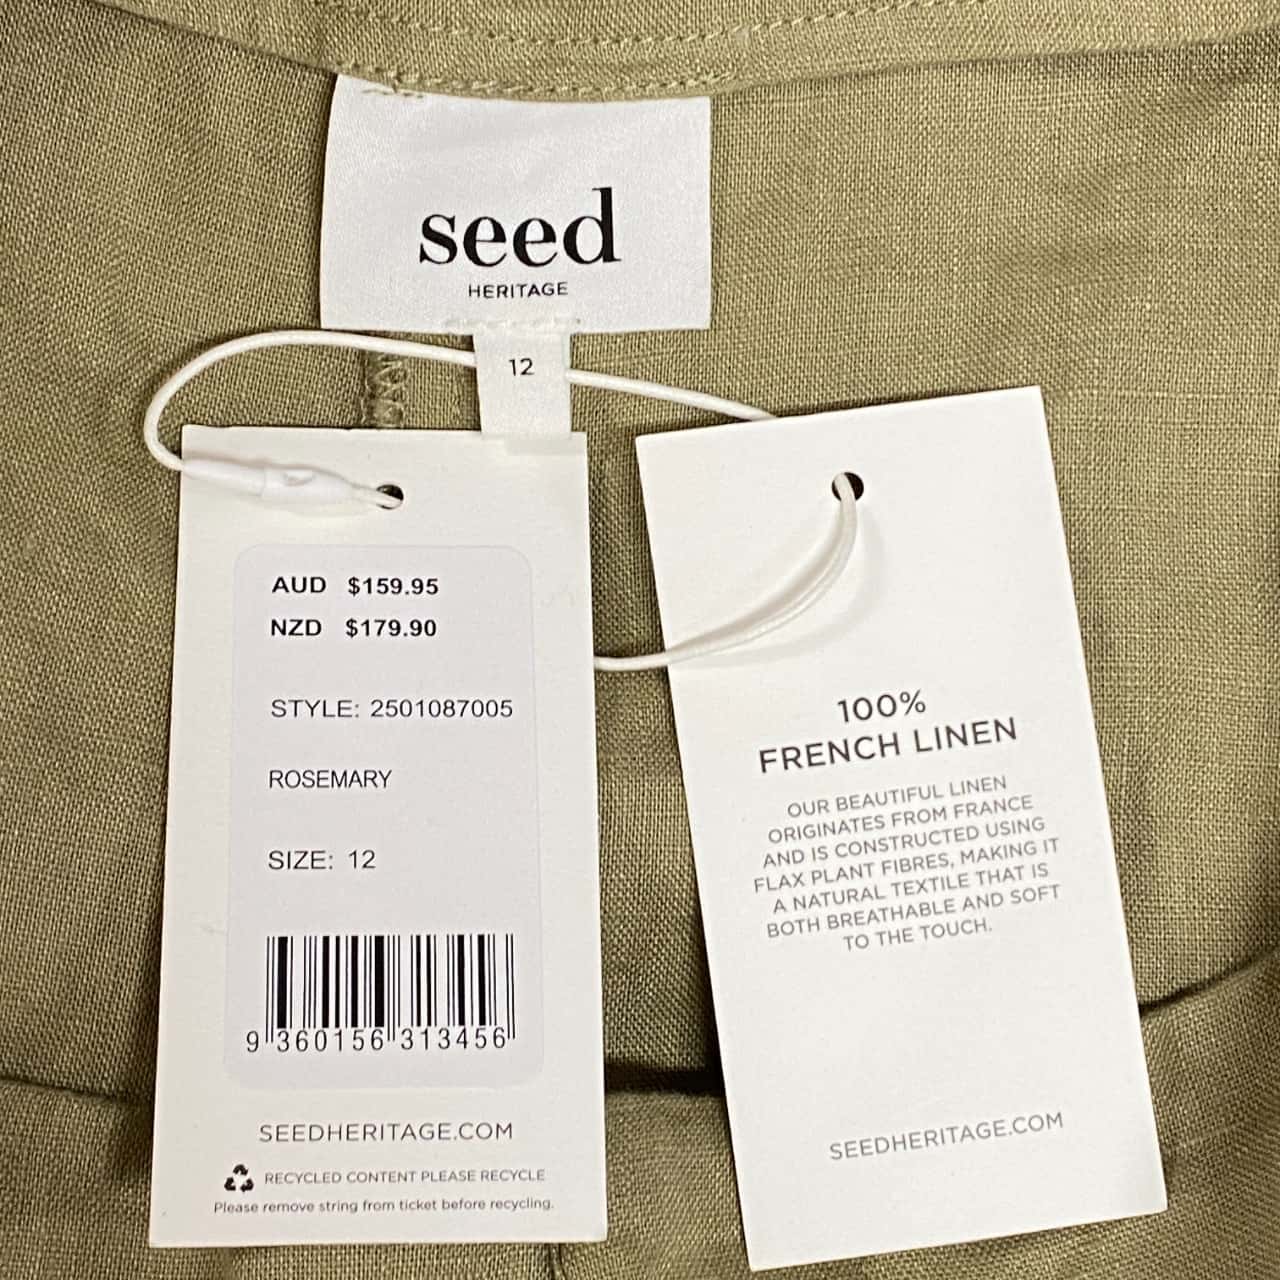 seed
HERITAGE
12
AUD $159.95
NZD $179.90
STYLE: 2501087005
ROSEMARY
SIZE: 12
9 360156 313456
SEEDHERITAGE.COM
RECYCLED CONTENT PLEASE RECYCLE
Please remove string from ticket before recycling.
100%
FRENCH LINEN
OUR BEAUTIFUL LINEN
ORIGINATES FROM FRANCE
AND IS CONSTRUCTED USING
FLAX PLANT FIBRES, MAKING IT
A NATURAL TEXTILE THAT IS
BOTH BREATHABLE AND SOFT
TO THE TOUCH.
SEEDHERITAGE.COM